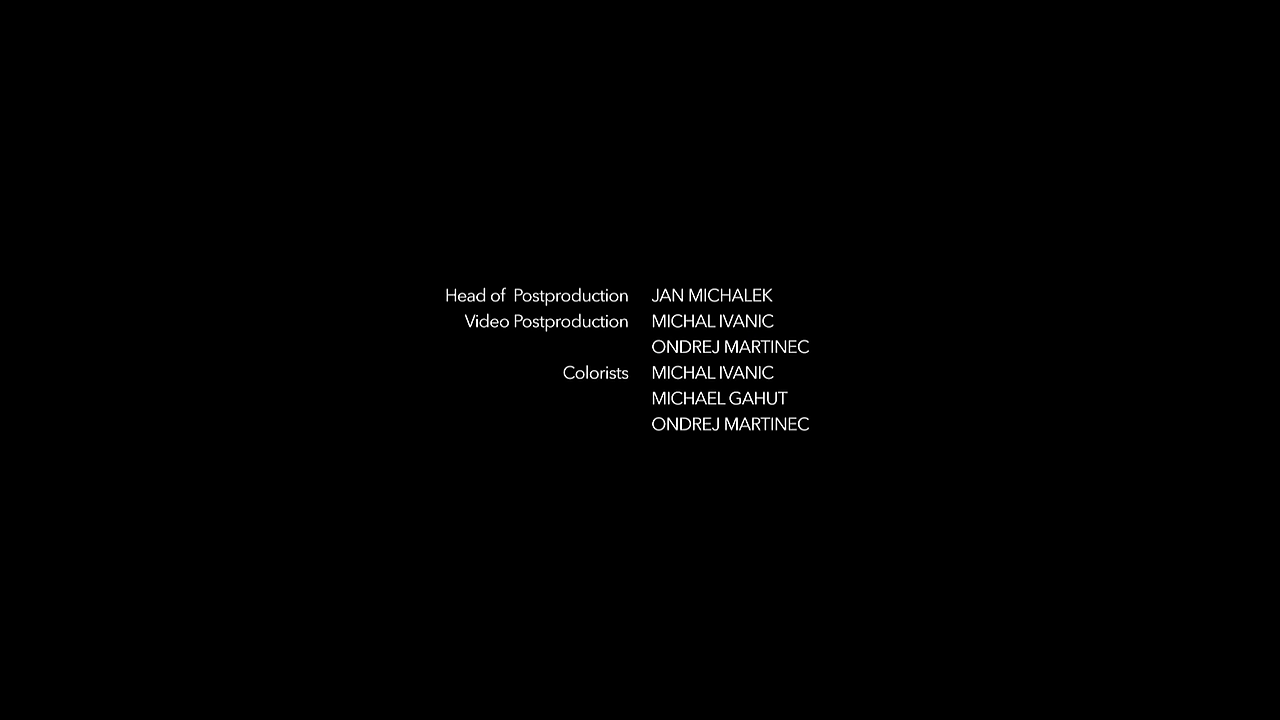 Head of  Postproduction JAN MICHALEK
Video Postproduction MICHAL IVANIC
ONDREJ MARTINEC
Colorists MICHAL IVANIC
MICHAEL GAHUT
ONDREJ MARTINEC